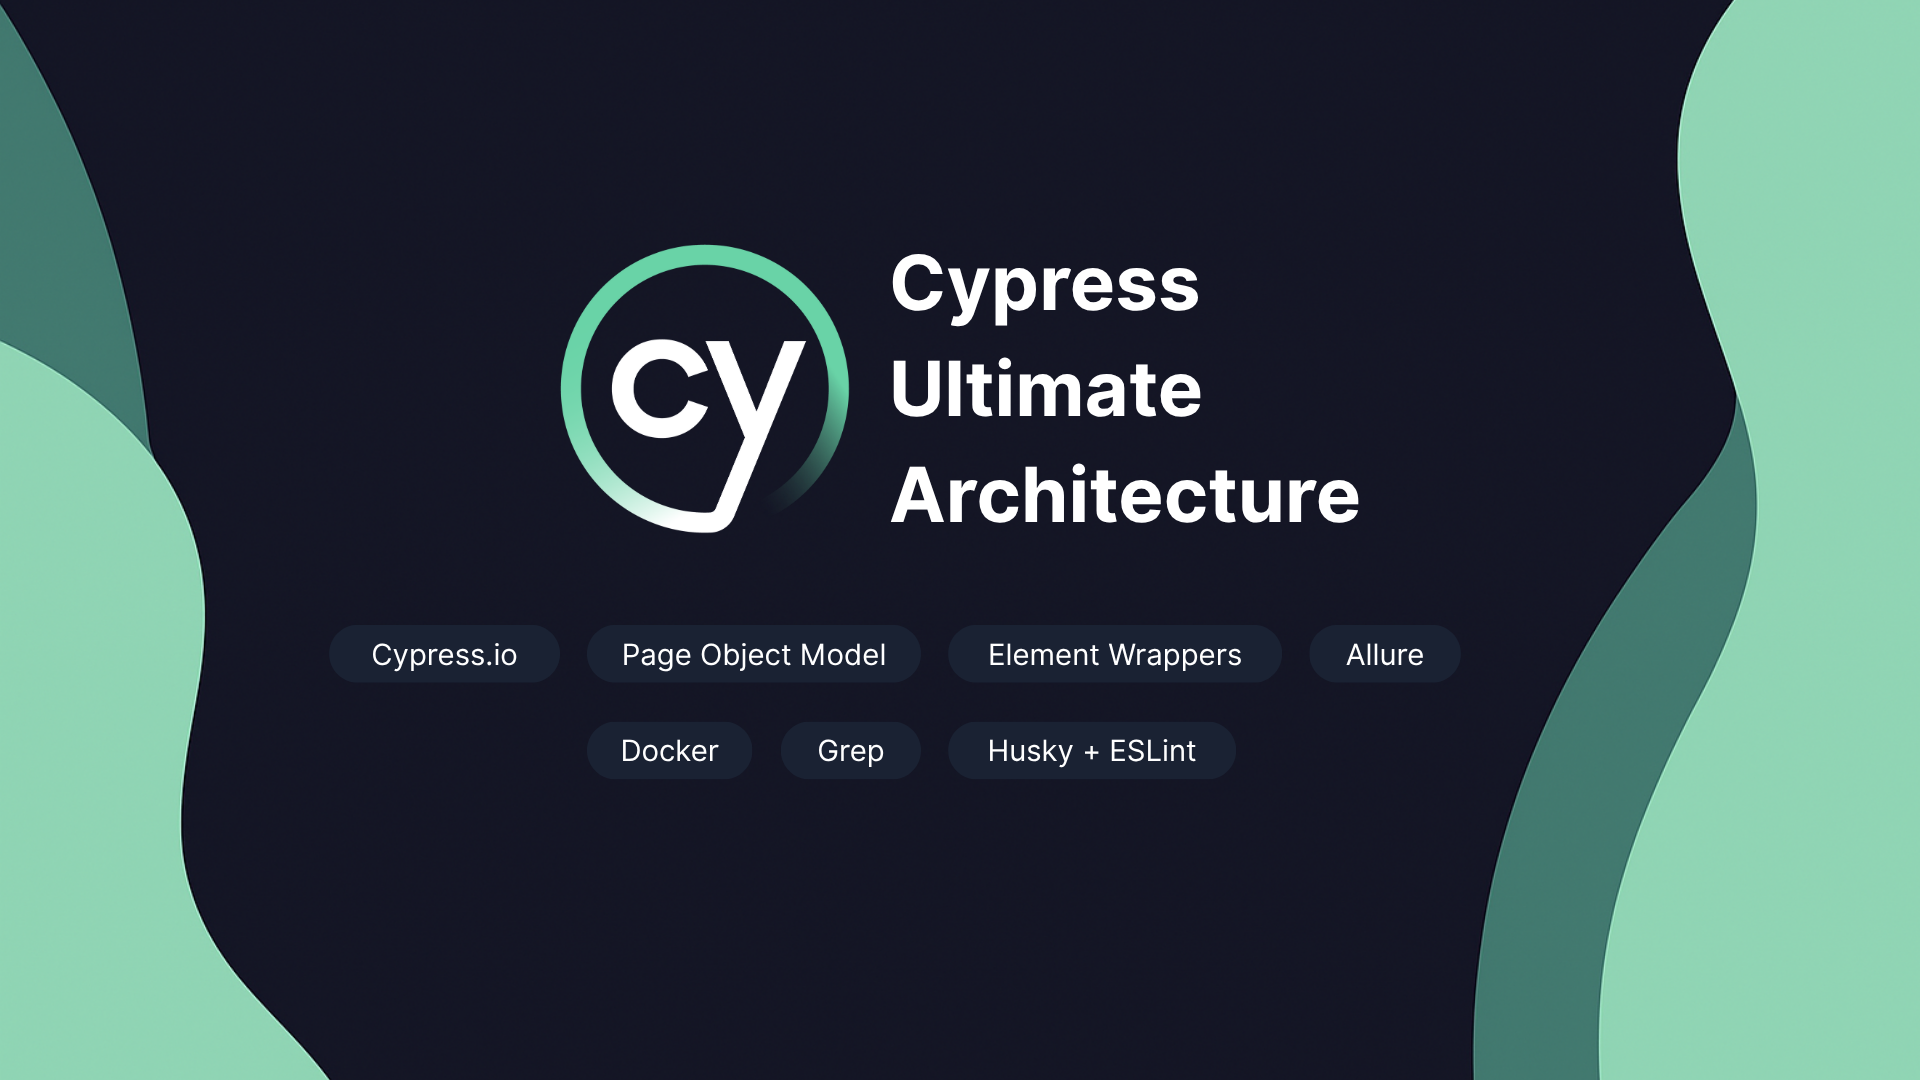 cy
Cypress
Ultimate
Architecture
Cypress.io
Page Object Model
Element Wrappers
Allure
Docker
Grep
Husky + ESLint